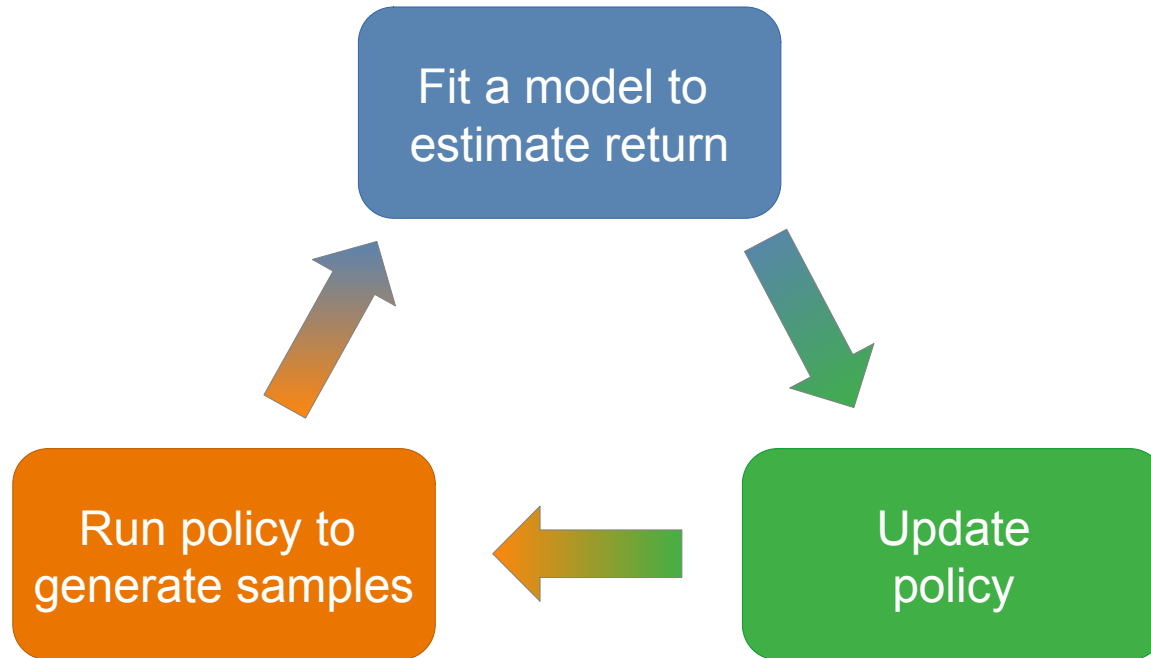 Fit a model to
estimate return
Run policy to
generate samples
Update
policy